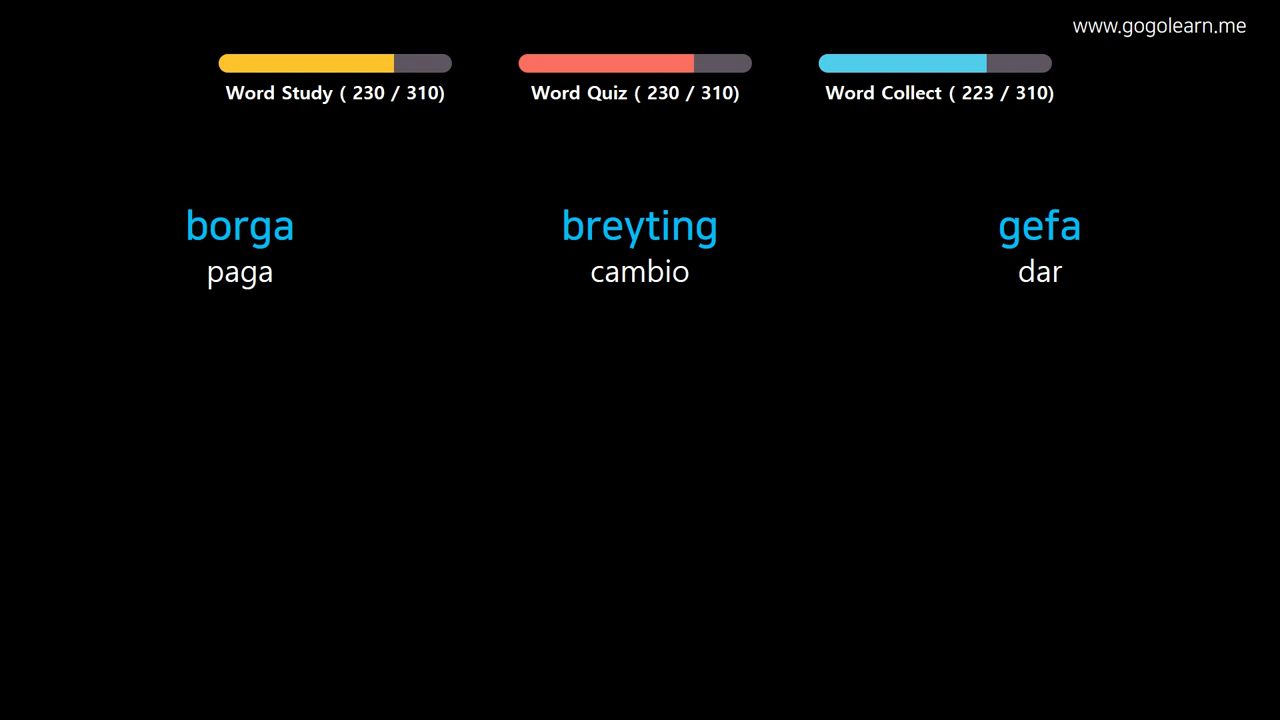 www.gogolearn.me
Word Study ( 230 / 310)
Word Quiz ( 230 / 310)
Word Collect ( 223 / 310)
borga
paga
breyting
cambio
gefa
dar